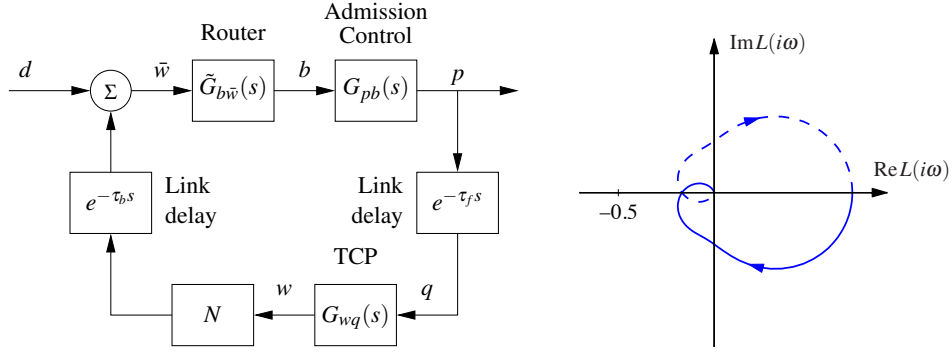 Router
Admission
Control
d
Σ
w̄
G̃_{bw̄}(s)
b
G_{pb}(s)
p
e^{−τ_b s}
Link
delay
Link
delay
e^{−τ_f s}
TCP
N
w
G_{wq}(s)
q
Im L(iω)
Re L(iω)
−0.5